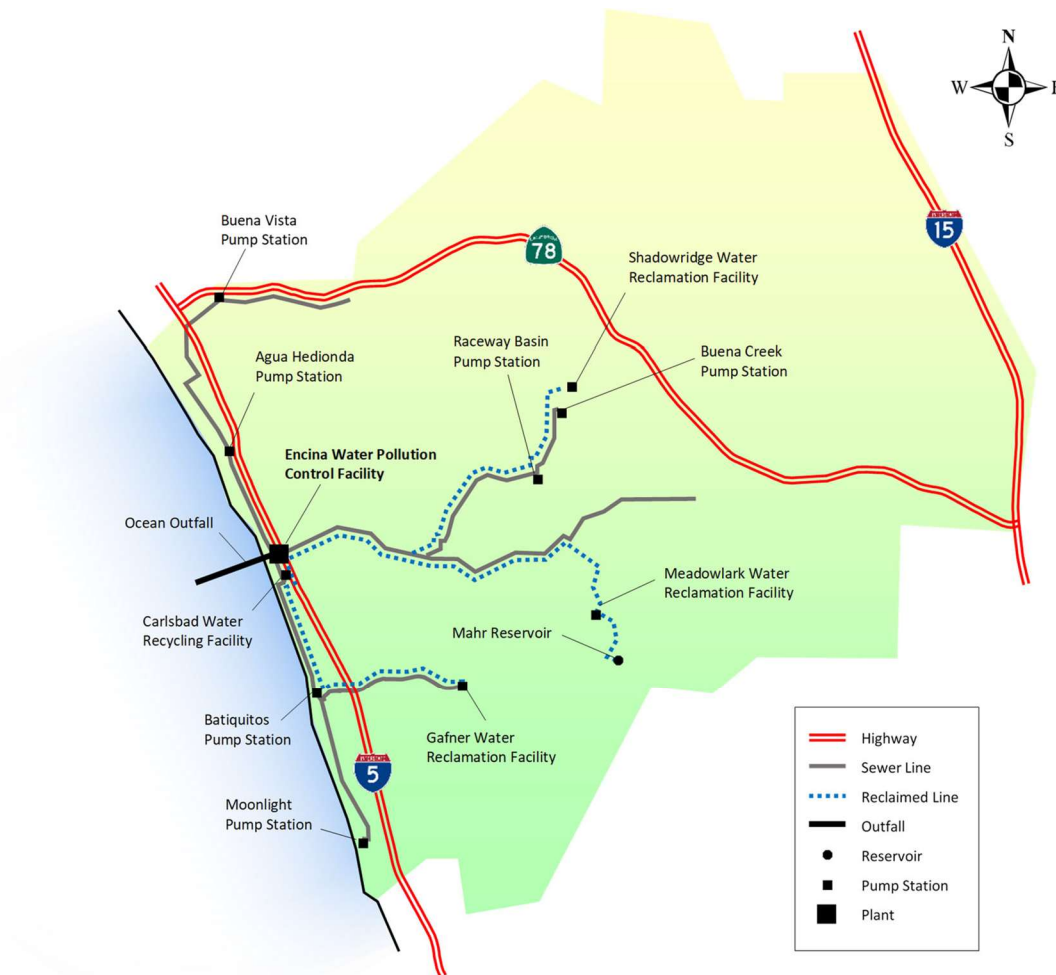 N
W
E
S
15
CALIFORNIA
78
Buena Vista
Pump Station
Shadowridge Water
Reclamation Facility
Raceway Basin
Pump Station
Buena Creek
Pump Station
Agua Hedionda
Pump Station
Encina Water Pollution
Control Facility
Ocean Outfall
Meadowlark Water
Reclamation Facility
Carlsbad Water
Recycling Facility
Mahr Reservoir
Batiquitos
Pump Station
Gafner Water
Reclamation Facility
5
Moonlight
Pump Station
Highway
Sewer Line
Reclaimed Line
Outfall
Reservoir
Pump Station
Plant